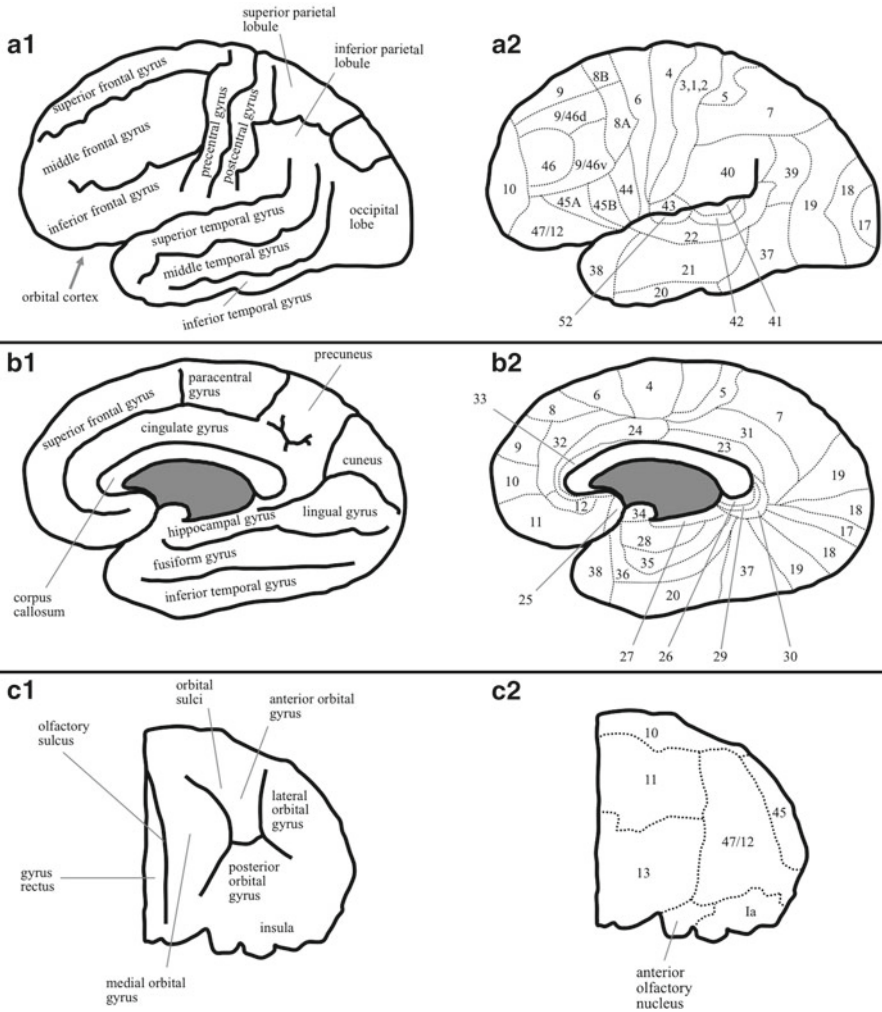 a1
superior parietal
lobule
inferior parietal
lobule
superior frontal gyrus
middle frontal gyrus
inferior frontal gyrus
precentral gyrus
postcentral gyrus
superior temporal gyrus
middle temporal gyrus
inferior temporal gyrus
occipital
lobe
orbital cortex
a2
8B
9
6
4
3,1,2
5
7
9/46d
8A
46
9/46v
40
39
10
45A
45B
44
43
18
19
17
47/12
22
38
21
37
20
52
42
41
b1
precuneus
paracentral
gyrus
superior frontal gyrus
cingulate gyrus
cuneus
hippocampal gyrus
lingual gyrus
fusiform gyrus
inferior temporal gyrus
corpus
callosum
b2
33
8
6
4
5
7
24
31
9
32
23
10
19
12
11
34
18
28
17
35
18
38
36
37
19
20
25
27
26
29
30
c1
orbital
sulci
anterior orbital
gyrus
olfactory
sulcus
lateral
orbital
gyrus
gyrus
rectus
posterior
orbital
gyrus
insula
medial orbital
gyrus
c2
10
11
45
47/12
13
Ia
anterior
olfactory
nucleus